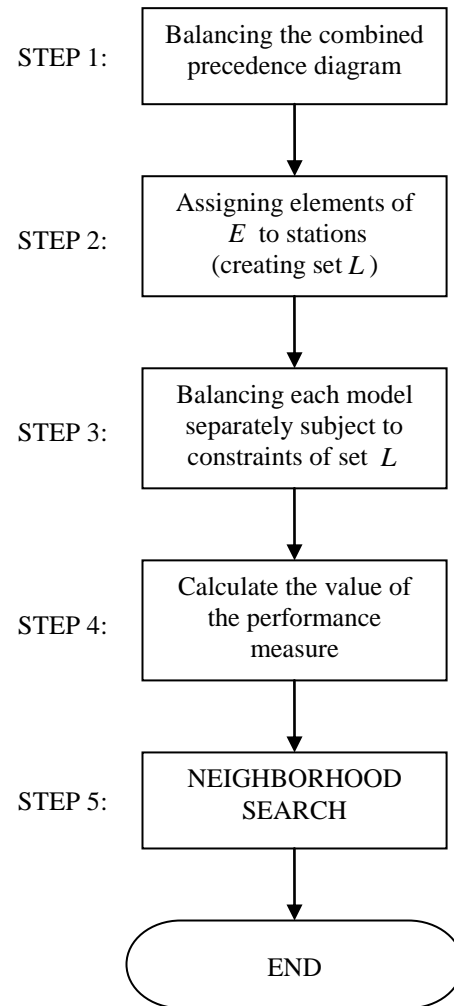 STEP 1:
Balancing the combined
precedence diagram
STEP 2:
Assigning elements of
E to stations
(creating set L )
STEP 3:
Balancing each model
separately subject to
constraints of set L
STEP 4:
Calculate the value of
the performance
measure
STEP 5:
NEIGHBORHOOD
SEARCH
END